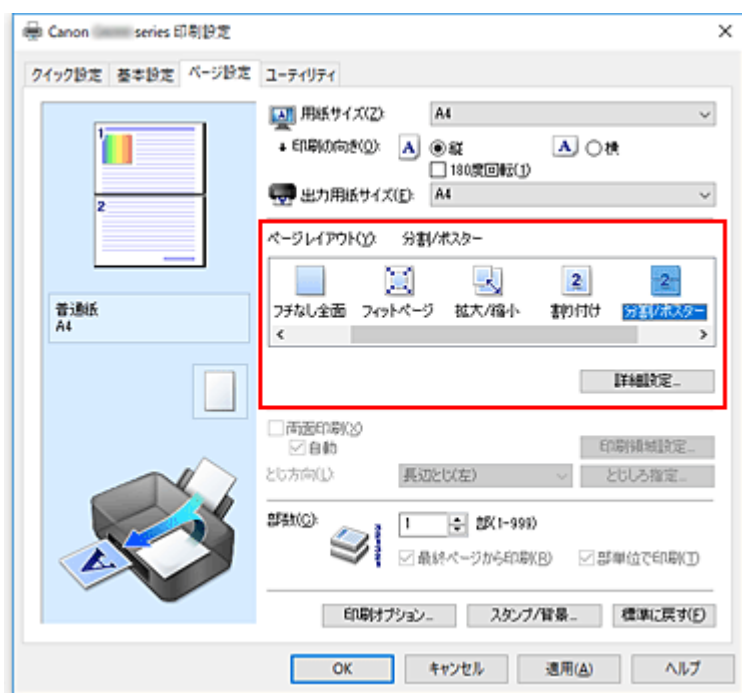 Canon series 印刷設定
クイック設定 基本設定 ページ設定 ユーティリティ
用紙サイズ(Z): A4
印刷の向き(O): A 縦 A 横
180度回転(1)
出力用紙サイズ(E): A4
ページレイアウト(Y): 分割/ポスター
フチなし全面 フィットページ 拡大/縮小 割り付け 分割/ポスター
詳細設定...
1
2
普通紙
A4
両面印刷(X)
自動
印刷領域設定...
とじ方向(L): 長辺とじ(左) とじしろ指定...
部数(C): 1 部(1-999)
最終ページから印刷(R) 部単位で印刷(T)
印刷オプション... スタンプ/背景... 標準に戻す(F)
OK キャンセル 適用(A) ヘルプ